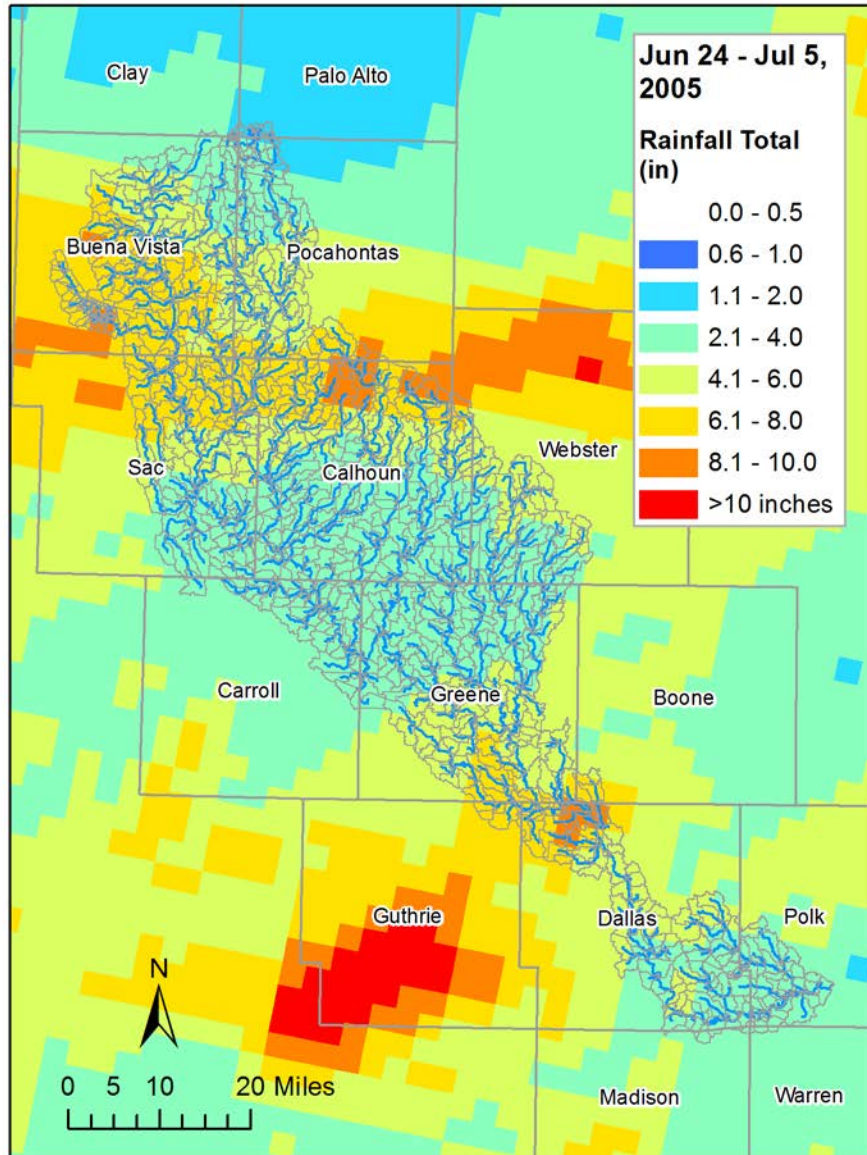 Jun 24 - Jul 5,
2005
Rainfall Total
(in)
0.0 - 0.5
0.6 - 1.0
1.1 - 2.0
2.1 - 4.0
4.1 - 6.0
6.1 - 8.0
8.1 - 10.0
>10 inches
Clay
Palo Alto
Buena Vista
Pocahontas
Sac
Calhoun
Webster
Carroll
Greene
Boone
Guthrie
Dallas
Polk
Madison
Warren
N
0 5 10 20 Miles